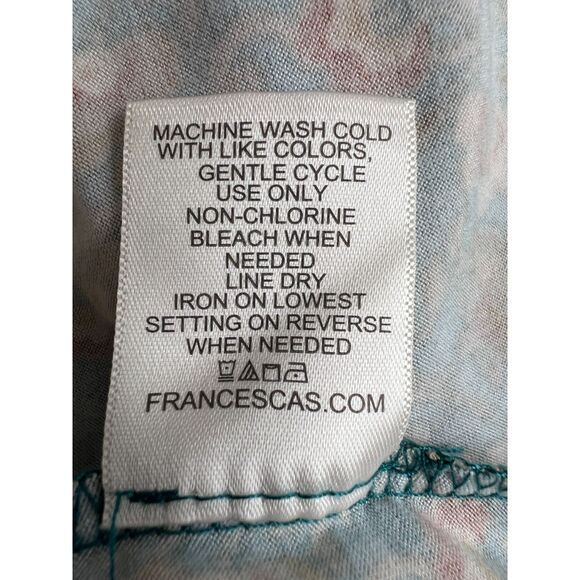 MACHINE WASH COLD
WITH LIKE COLORS,
GENTLE CYCLE
USE ONLY
NON-CHLORINE
BLEACH WHEN
NEEDED
LINE DRY
IRON ON LOWEST
SETTING ON REVERSE
WHEN NEEDED
FRANCESCAS.COM